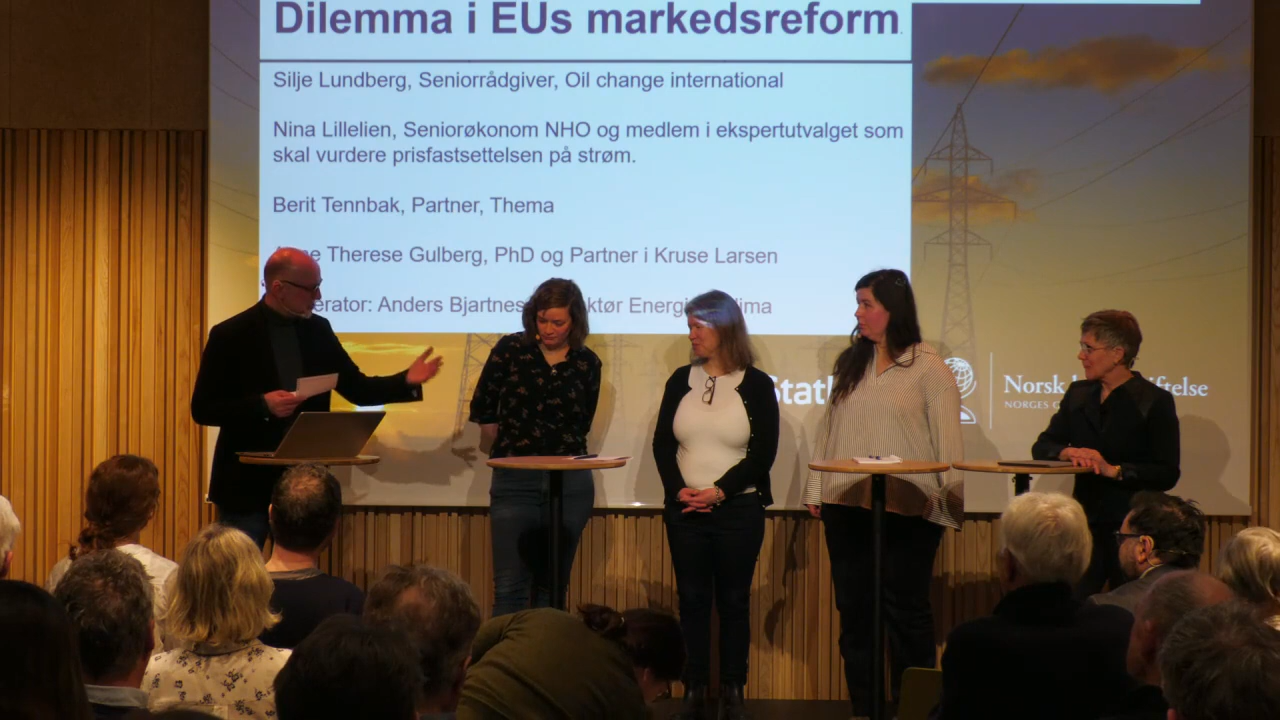 Dilemma i EUs markedsreform.
Silje Lundberg, Seniorrådgiver, Oil change international
Nina Lillelien, Seniorøkonom NHO og medlem i ekspertutvalget som
skal vurdere prisfastsettelsen på strøm.
Berit Tennbak, Partner, Thema
Therese Gulberg, PhD og Partner i Kruse Larsen
Anders Bjartnes
Norsk
NORGES